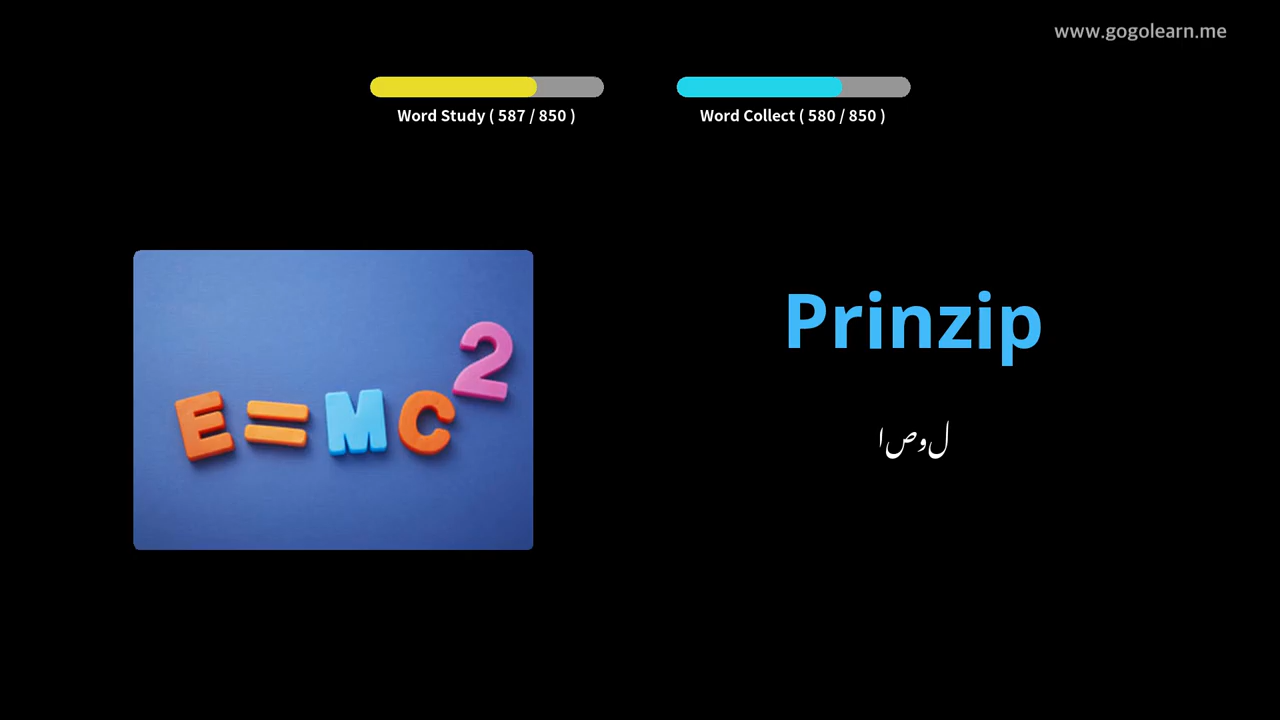 www.gogolearn.me
Word Study ( 587 / 850 )
Word Collect ( 580 / 850 )
E=MC2
Prinzip
اصول